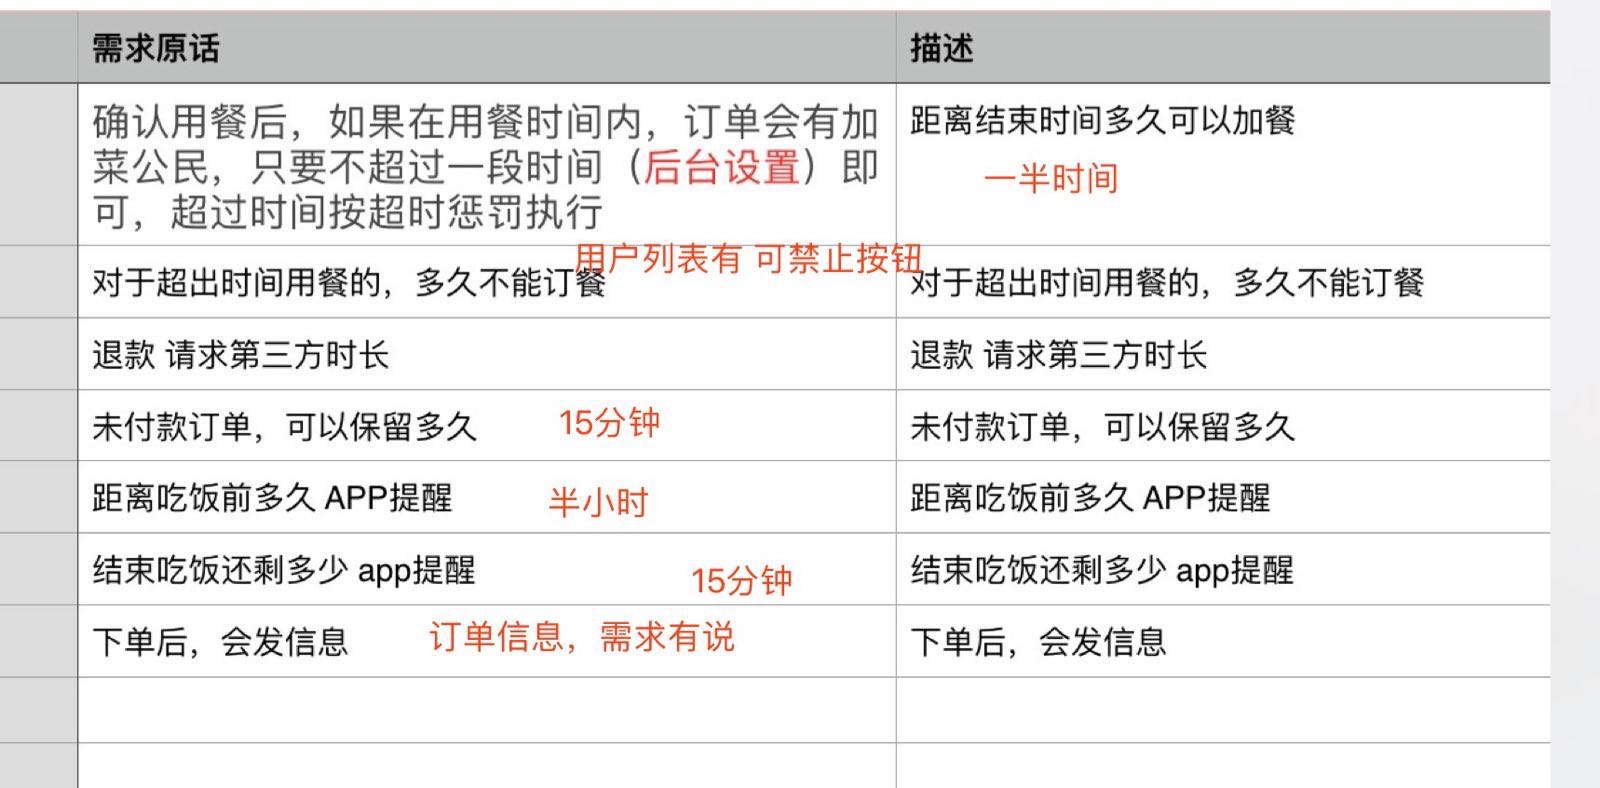 需求原话
描述
确认用餐后，如果在用餐时间内，订单会有加
菜公民，只要不超过一段时间（后台设置）即
可，超过时间按超时惩罚执行
距离结束时间多久可以加餐
一半时间
用户列表有 可禁止按钮
对于超出时间用餐的，多久不能订餐
对于超出时间用餐的，多久不能订餐
退款 请求第三方时长
退款 请求第三方时长
未付款订单，可以保留多久
15分钟
未付款订单，可以保留多久
距离吃饭前多久 APP提醒
半小时
距离吃饭前多久 APP提醒
结束吃饭还剩多少 app提醒
15分钟
结束吃饭还剩多少 app提醒
下单后，会发信息
订单信息，需求有说
下单后，会发信息